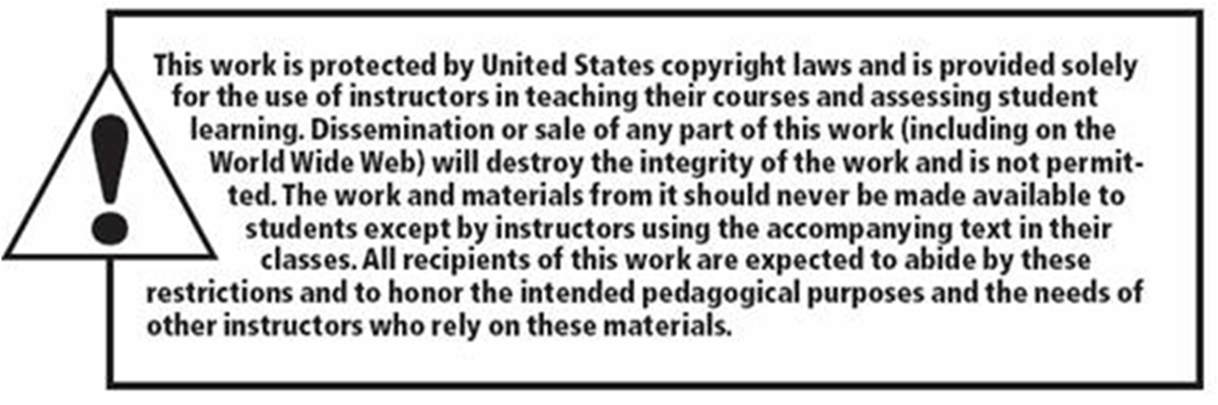 This work is protected by United States copyright laws and is provided solely
for the use of instructors in teaching their courses and assessing student
learning. Dissemination or sale of any part of this work (including on the
World Wide Web) will destroy the integrity of the work and is not permit-
ted. The work and materials from it should never be made available to
students except by instructors using the accompanying text in their
classes. All recipients of this work are expected to abide by these
restrictions and to honor the intended pedagogical purposes and the needs of
other instructors who rely on these materials.